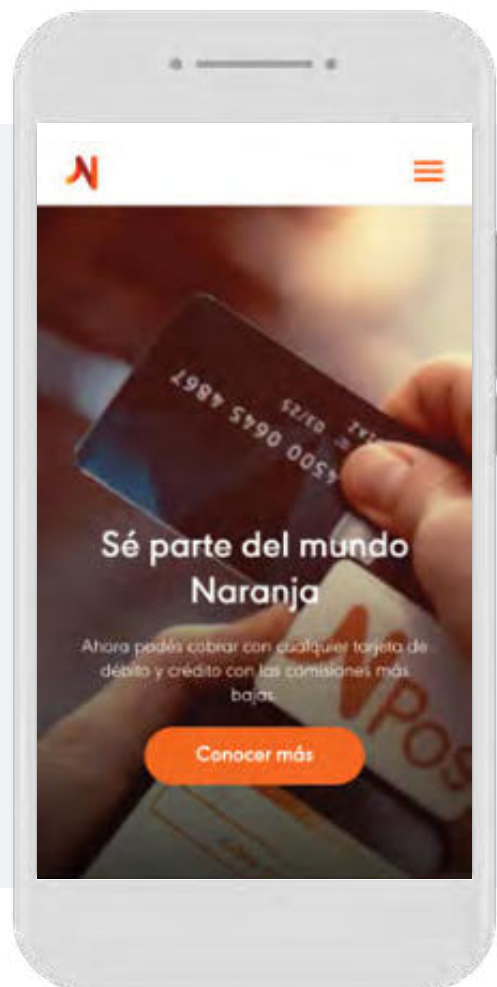 N
Sé parte del mundo
Naranja
Ahora podés cobrar con cualquier tarjeta de
débito y crédito con las comisiones más
bajas.
NPos
Conocer más